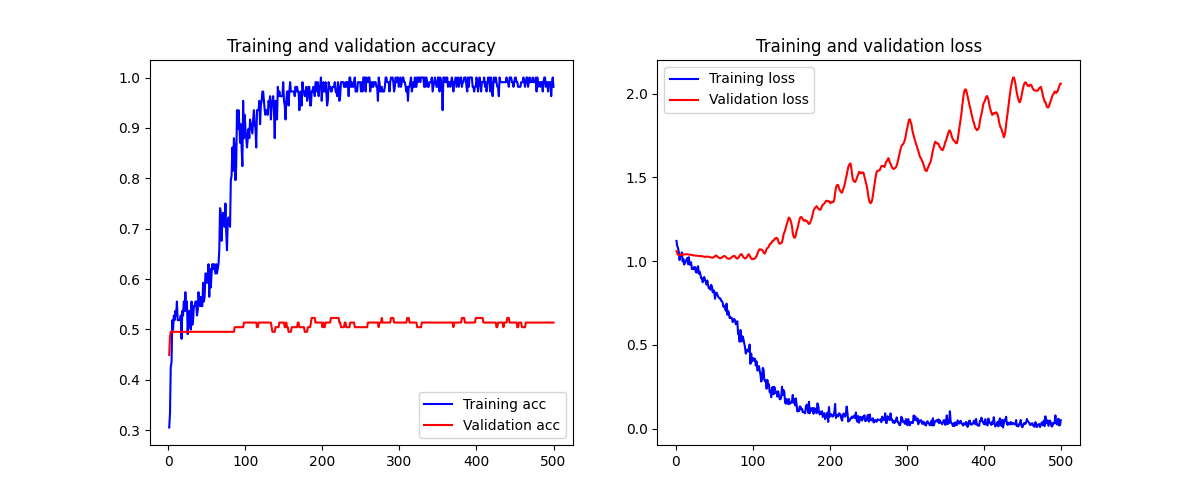 Training and validation accuracy
1.0
0.9
0.8
0.7
0.6
0.5
0.4
0.3
Training acc
Validation acc
0 100 200 300 400 500
Training and validation loss
Training loss
Validation loss
2.0
1.5
1.0
0.5
0.0
0 100 200 300 400 500